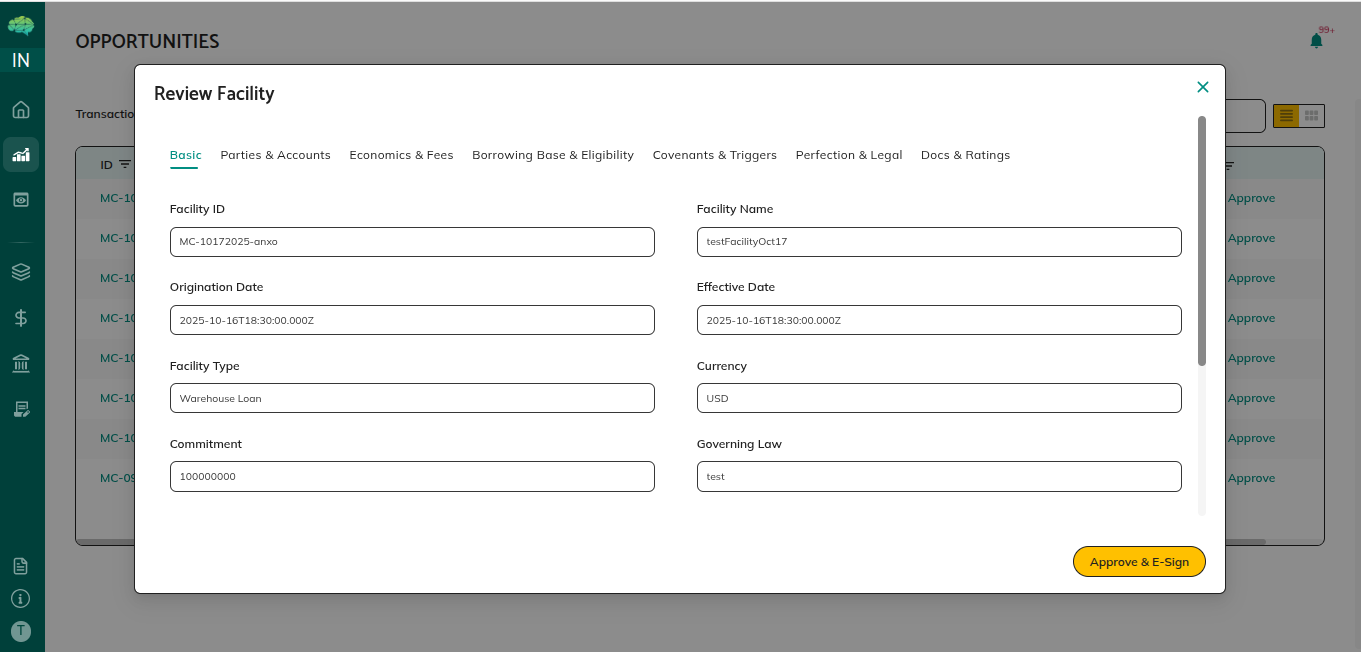 IN
OPPORTUNITIES
99+
Review Facility
Basic Parties & Accounts Economics & Fees Borrowing Base & Eligibility Covenants & Triggers Perfection & Legal Docs & Ratings
Facility ID Facility Name
MC-10172025-anxo testFacilityOct17
Origination Date Effective Date
2025-10-16T18:30:00.000Z 2025-10-16T18:30:00.000Z
Facility Type Currency
Warehouse Loan USD
Commitment Governing Law
100000000 test
Approve & E-Sign
Transactio
ID
MC-10 Approve
MC-10 Approve
MC-10 Approve
MC-10 Approve
MC-10 Approve
MC-10 Approve
MC-10 Approve
MC-09 Approve
T